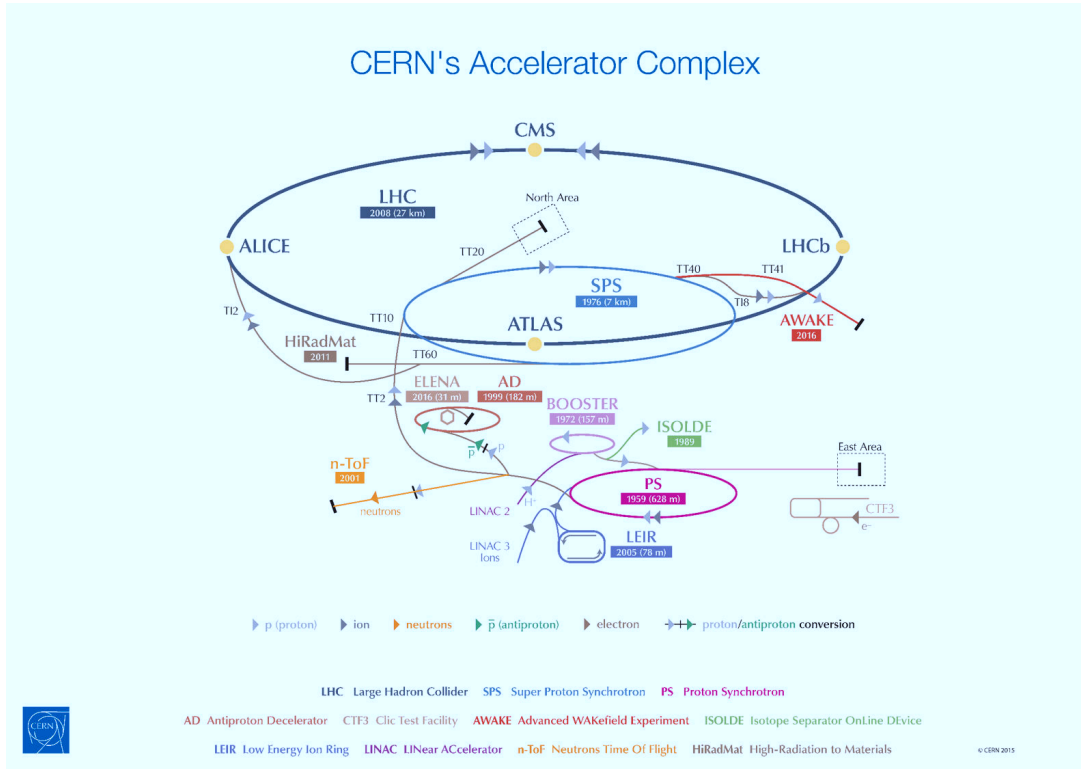 CERN's Accelerator Complex
CMS
LHC
2008 (27 km)
North Area
ALICE
LHCb
TT20
TT40
TT41
SPS
1976 (7 km)
TI2
TT10
TI8
ATLAS
AWAKE
2016
HiRadMat
2011
TT60
ELENA
2016 (31 m)
AD
1999 (182 m)
TT2
BOOSTER
1972 (157 m)
ISOLDE
1989
p
p̄
East Area
n-ToF
2001
PS
1959 (628 m)
neutrons
H⁺
LINAC 2
CTF3
e⁻
LEIR
2005 (78 m)
LINAC 3
Ions
p (proton)
ion
neutrons
p̄ (antiproton)
electron
proton/antiproton conversion
LHC Large Hadron Collider SPS Super Proton Synchrotron PS Proton Synchrotron
AD Antiproton Decelerator CTF3 Clic Test Facility AWAKE Advanced WAKefield Experiment ISOLDE Isotope Separator OnLine DEvice
LEIR Low Energy Ion Ring LINAC LINear ACcelerator n-ToF Neutrons Time Of Flight HiRadMat High-Radiation to Materials
CERN
© CERN 2015